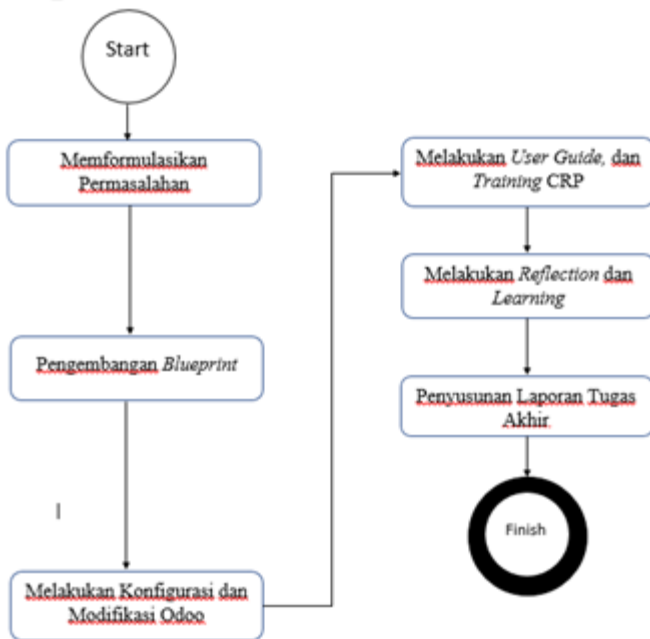 Start
Memformulasikan
Permasalahan
Pengembangan Blueprint
Melakukan Konfigurasi dan
Modifikasi Odoo
Melakukan User Guide, dan
Training CRP
Melakukan Reflection dan
Learning
Penyusunan Laporan Tugas
Akhir
Finish